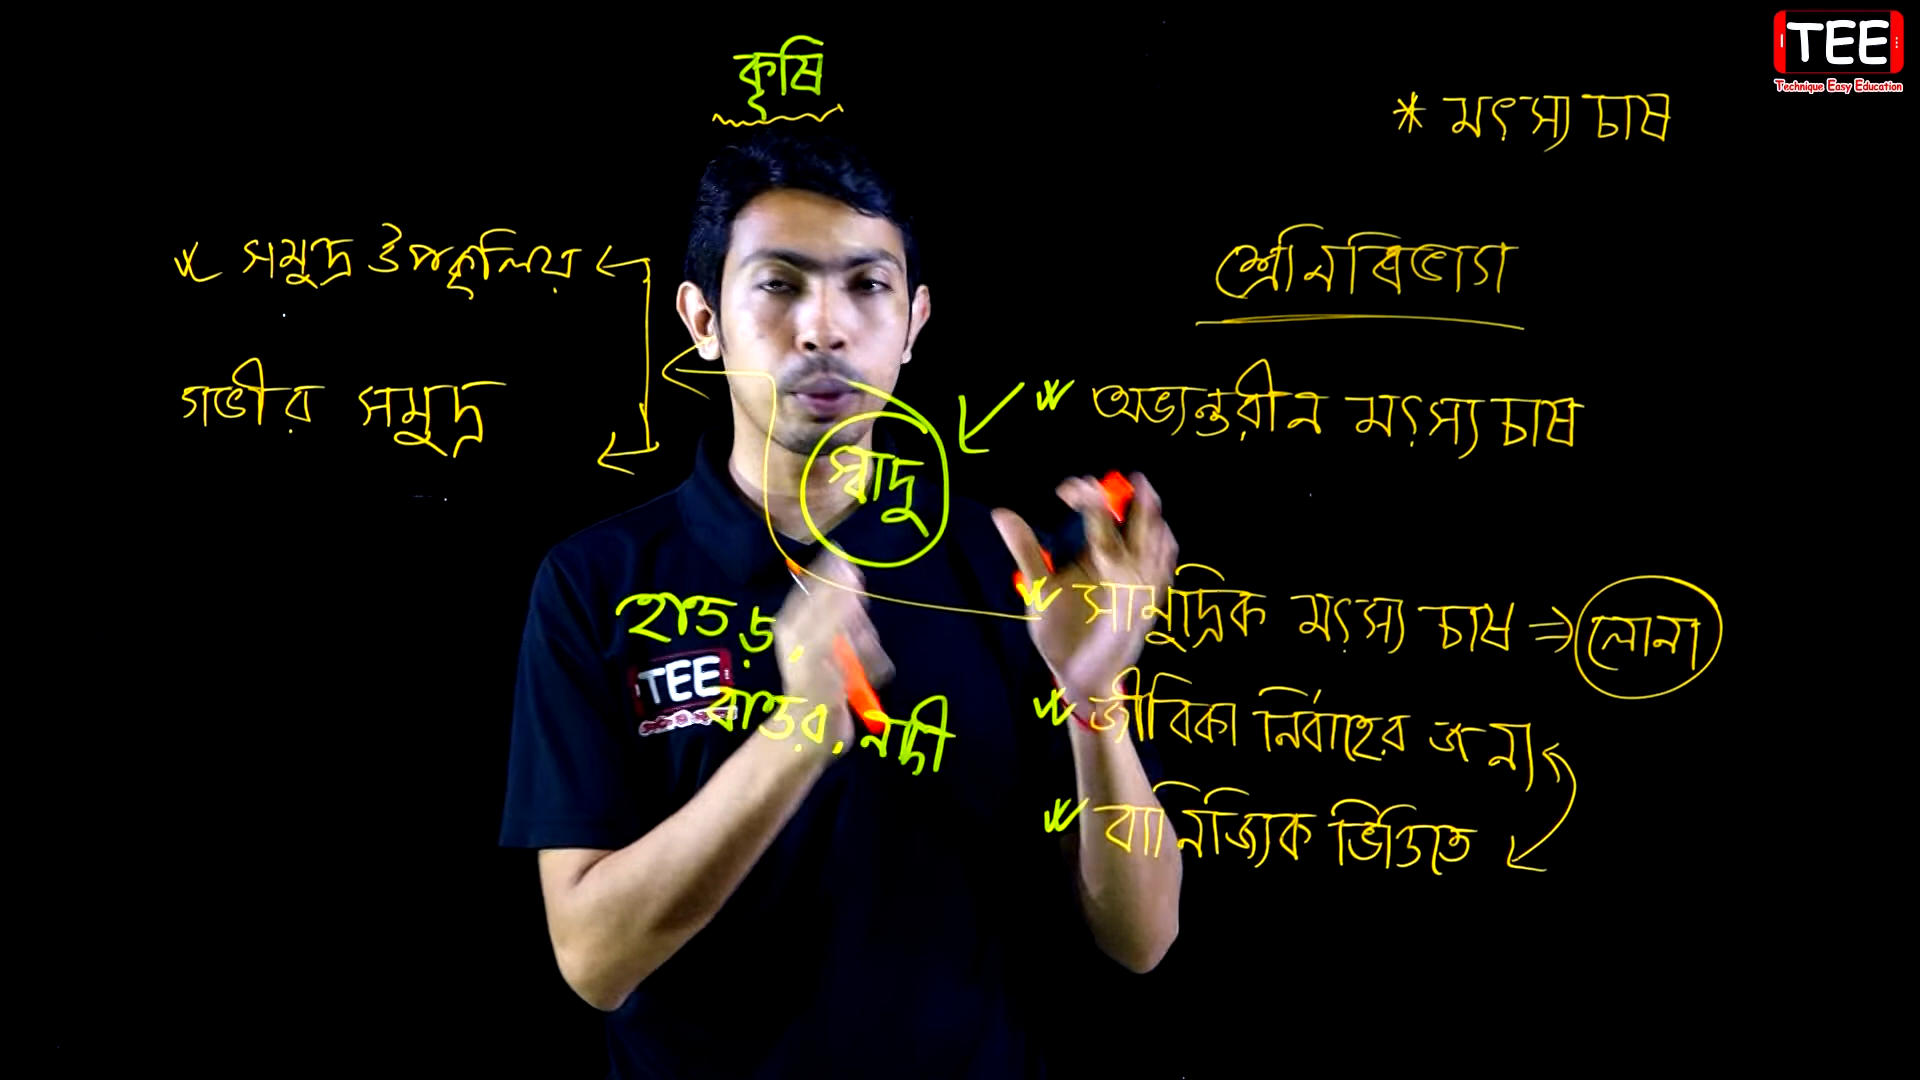 কৃষি
TEE
Technique Easy Education
* মৎস্য চাষ
শ্রেনিবিভাগ
সমুদ্র উপকূলিয়
গভীর সমুদ্র
অভ্যন্তরীন মৎস্য চাষ
স্বাদু
সামুদ্রিক মৎস্য চাষ ⇒ লোনা
জীবিকা নির্বাহের জন্য
বানিজ্যিক ভিত্তিতে
হাওড়,
TEE
বাওর, নদী